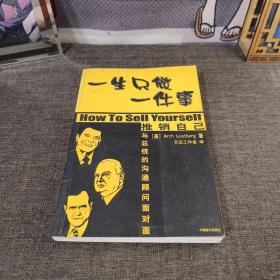 一生只做
一件事
How To Sell Yourself
推销自己
[美] Arch Lustberg 著
天宏工作室 译
与总统的沟通顾问面对面